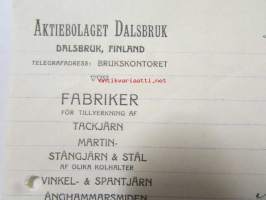 AKTIEBOLAGET DALSBRUK
DALSBRUK, FINLAND
TELEGRAFADRESS: BRUKSKONTORET
FABRIKER
FÖR TILLVERKNING AF
TACKJÄRN
MARTIN-
STÅNGJÄRN & STÅL
AF OLIKA KOLHALTER
VINKEL- & SPANTJÄRN
ÅNGHAMMARSMIDEN